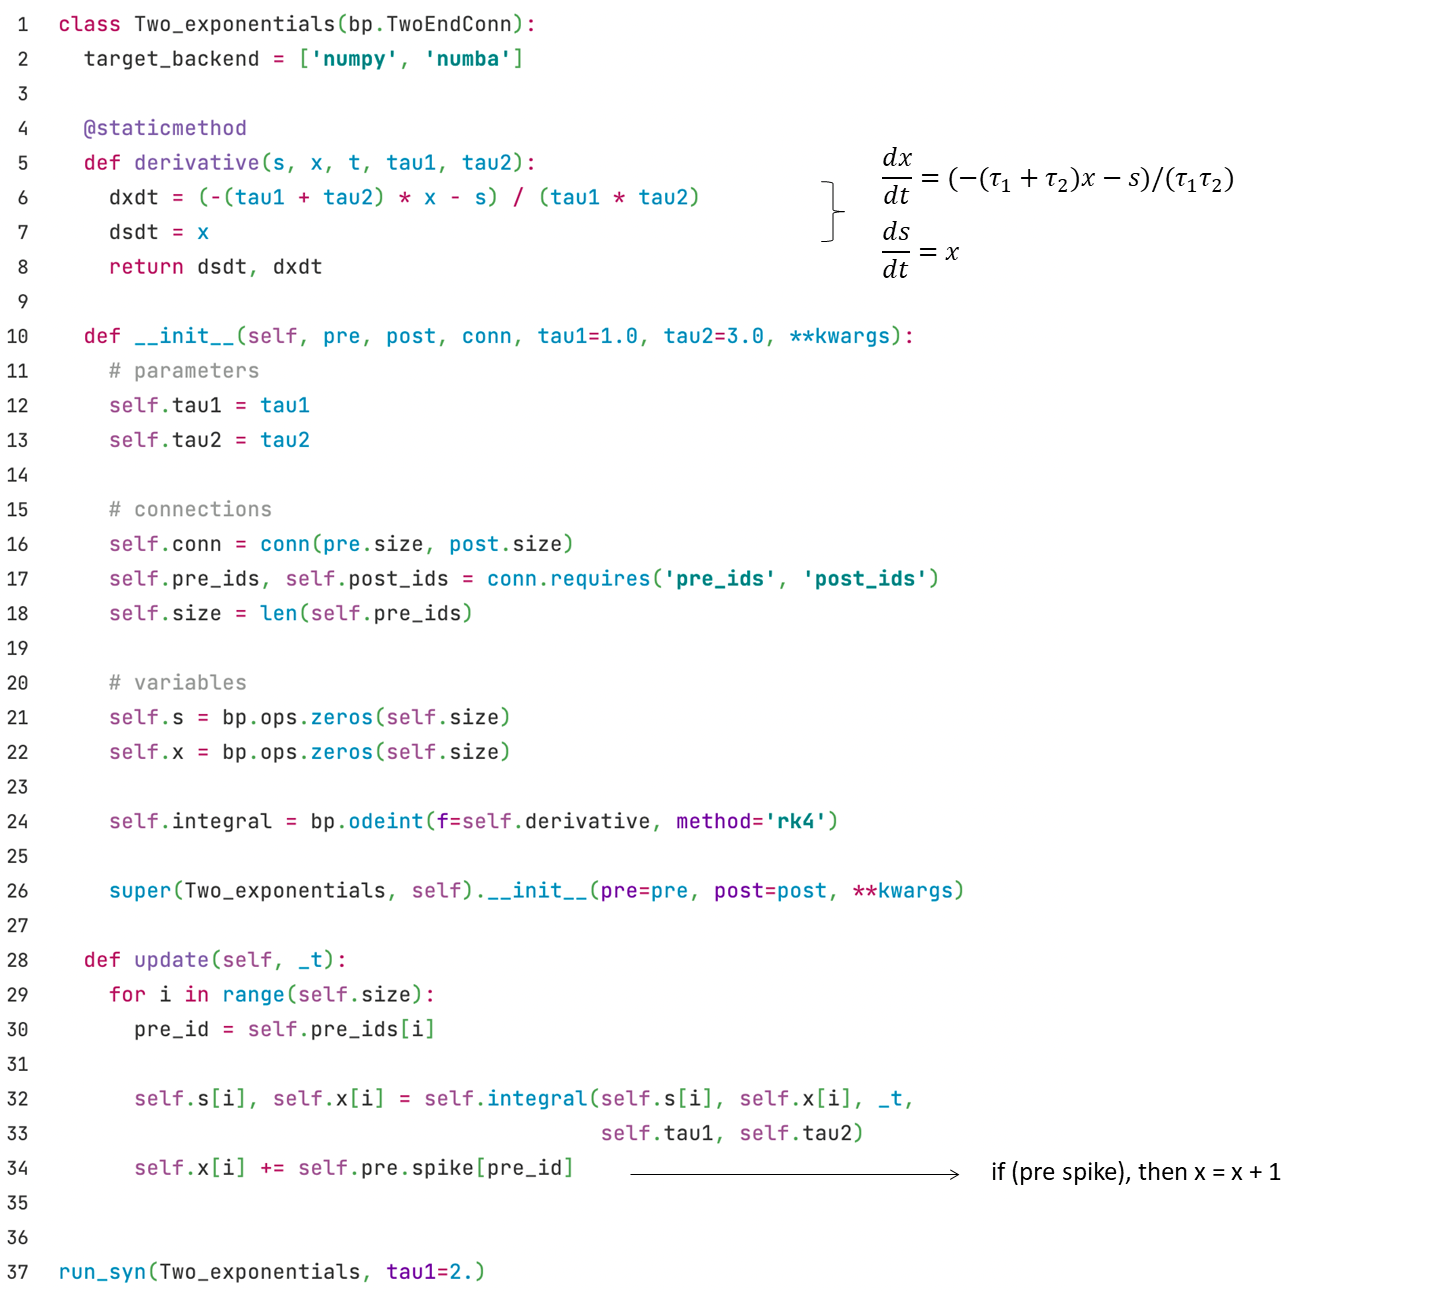 1 class Two_exponentials(bp.TwoEndConn):
2   target_backend = ['numpy', 'numba']
3
4   @staticmethod
5   def derivative(s, x, t, tau1, tau2):
6     dxdt = (-(tau1 + tau2) * x - s) / (tau1 * tau2)
7     dsdt = x
8     return dsdt, dxdt
9
dx/dt = (−(τ₁ + τ₂)x − s)/(τ₁τ₂)
ds/dt = x
10   def __init__(self, pre, post, conn, tau1=1.0, tau2=3.0, **kwargs):
11     # parameters
12     self.tau1 = tau1
13     self.tau2 = tau2
14
15     # connections
16     self.conn = conn(pre.size, post.size)
17     self.pre_ids, self.post_ids = conn.requires('pre_ids', 'post_ids')
18     self.size = len(self.pre_ids)
19
20     # variables
21     self.s = bp.ops.zeros(self.size)
22     self.x = bp.ops.zeros(self.size)
23
24     self.integral = bp.odeint(f=self.derivative, method='rk4')
25
26     super(Two_exponentials, self).__init__(pre=pre, post=post, **kwargs)
27
28   def update(self, _t):
29     for i in range(self.size):
30       pre_id = self.pre_ids[i]
31
32       self.s[i], self.x[i] = self.integral(self.s[i], self.x[i], _t,
33                                            self.tau1, self.tau2)
34       self.x[i] += self.pre.spike[pre_id] if (pre spike), then x = x + 1
35
36
37 run_syn(Two_exponentials, tau1=2.)